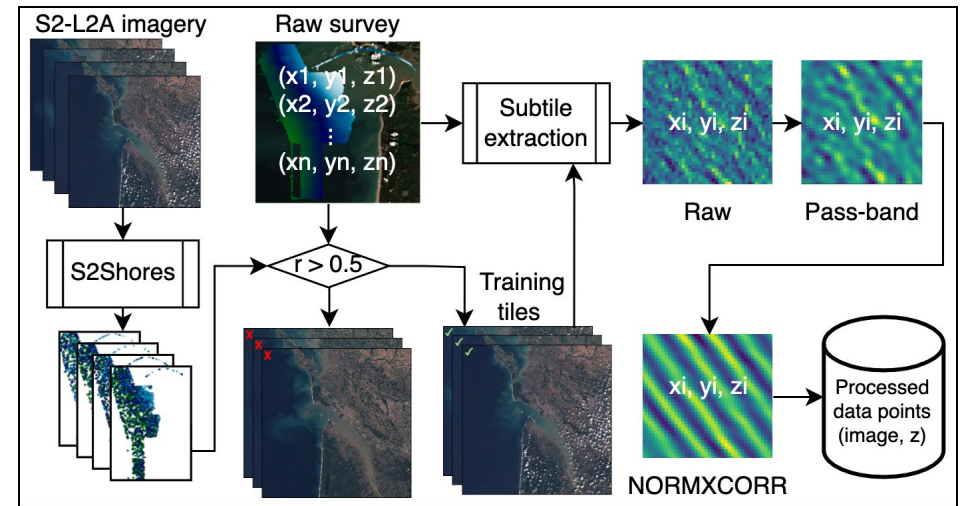 S2-L2A imagery
Raw survey
(x1, y1, z1)
(x2, y2, z2)
⋮
(xn, yn, zn)
Subtile
extraction
xi, yi, zi
xi, yi, zi
Raw
Pass-band
S2Shores
r > 0.5
Training
tiles
x
x
x
✓
✓
✓
xi, yi, zi
Processed
data points
(image, z)
NORMXCORR